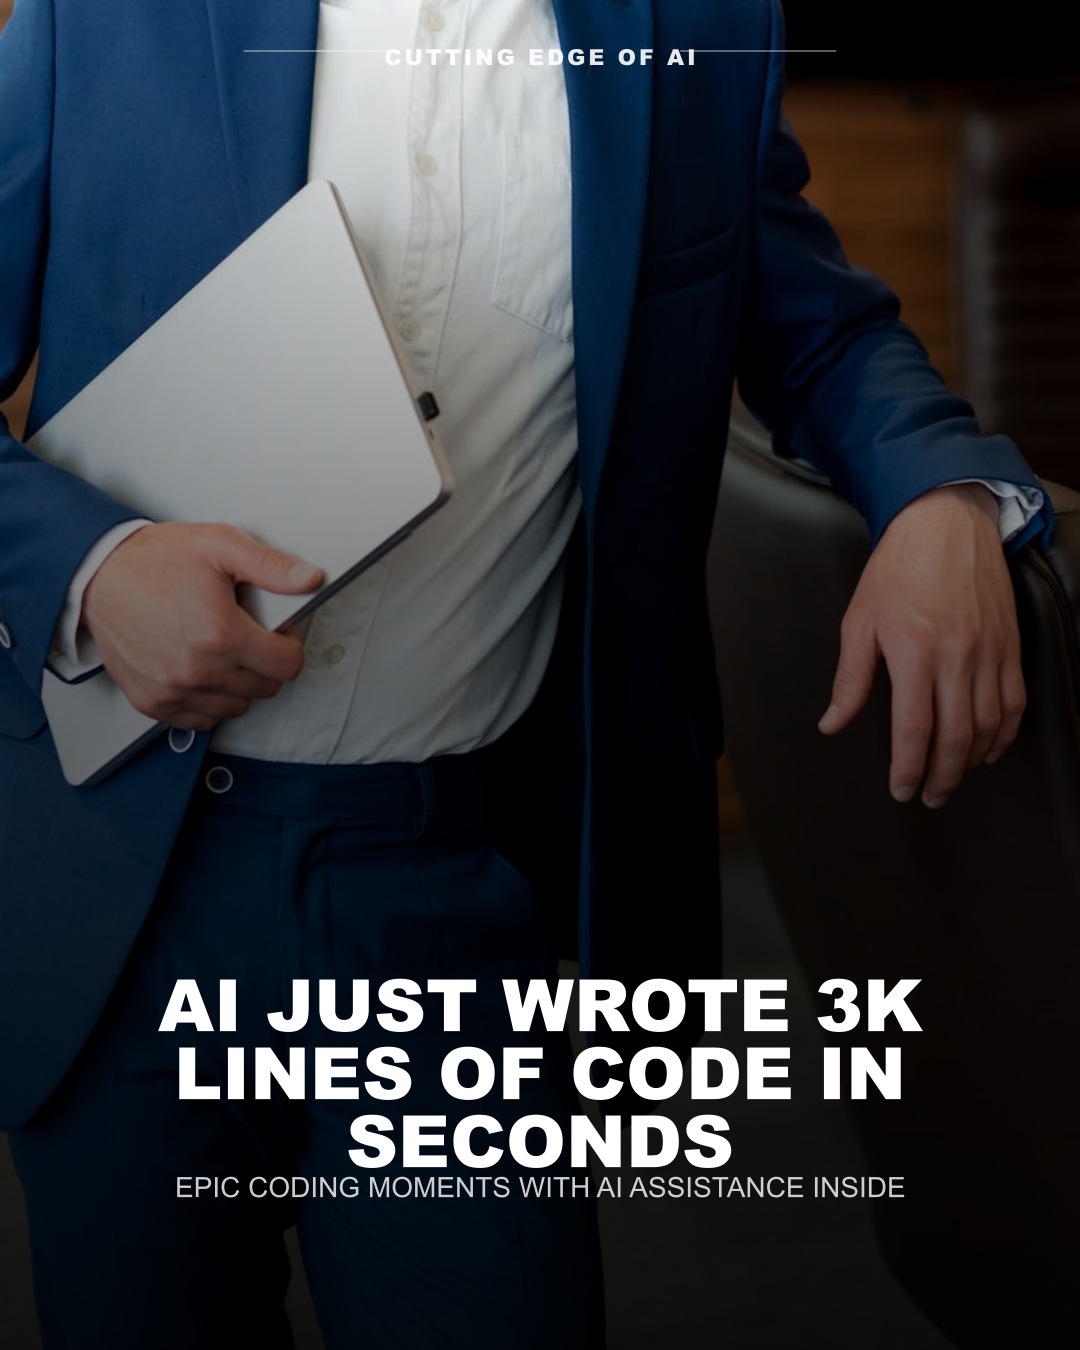 CUTTING EDGE OF AI
AI JUST WROTE 3K
LINES OF CODE IN
SECONDS
EPIC CODING MOMENTS WITH AI ASSISTANCE INSIDE